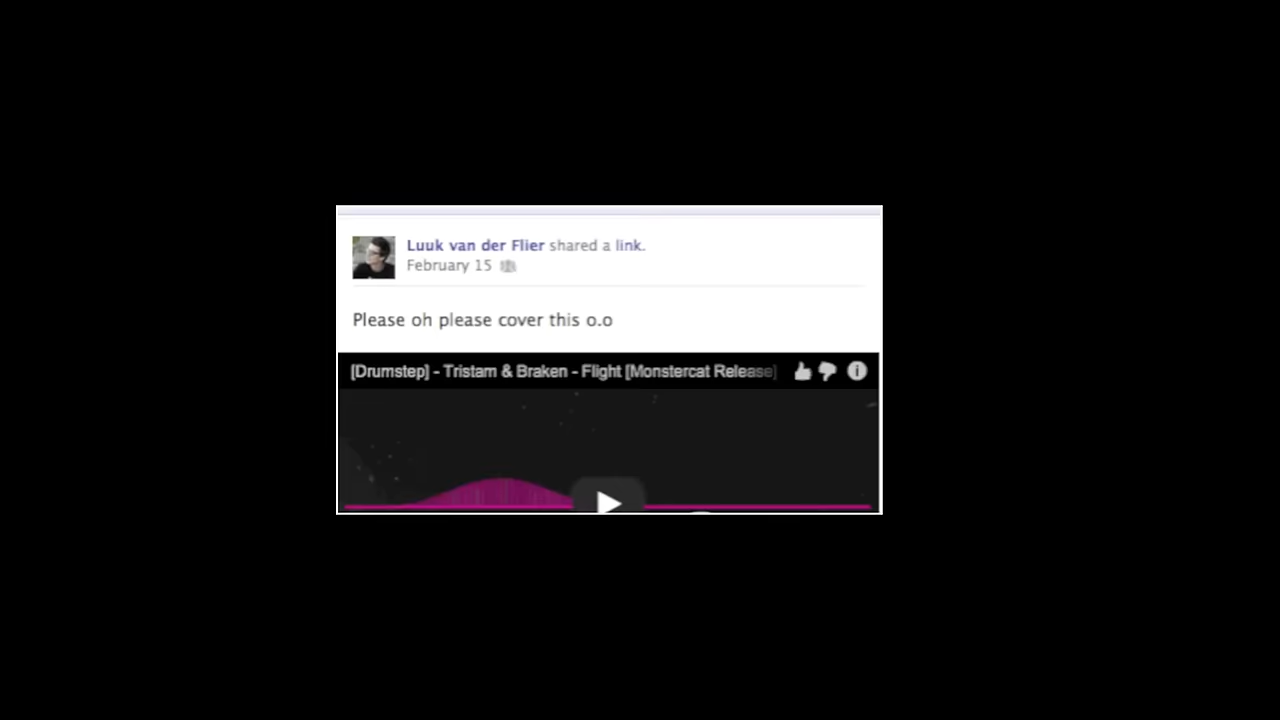 Luuk van der Flier shared a link.
February 15
Please oh please cover this o.o
[Drumstep] - Tristam & Braken - Flight [Monstercat Release]